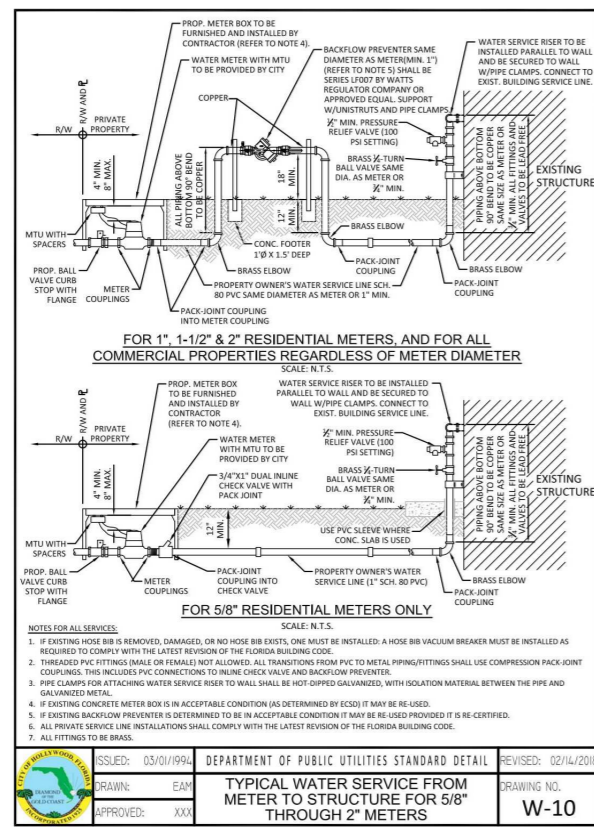 PROP. METER BOX TO BE
FURNISHED AND INSTALLED BY
CONTRACTOR (REFER TO NOTE 4).
WATER METER WITH MTU
TO BE PROVIDED BY CITY
COPPER
BACKFLOW PREVENTER SAME
DIAMETER AS METER(MIN. 1")
(REFER TO NOTE 5) SHALL BE
SERIES LF007 BY WATTS
REGULATOR COMPANY OR
APPROVED EQUAL. SUPPORT
W/UNISTRUTS AND PIPE CLAMPS.
WATER SERVICE RISER TO BE
INSTALLED PARALLEL TO WALL
AND BE SECURED TO WALL
W/PIPE CLAMPS. CONNECT TO
EXIST. BUILDING SERVICE LINE.
R/W AND ℙ
R/W
PRIVATE
PROPERTY
4" MIN.
8" MAX.
ALL PIPING ABOVE
BOTTOM 90° BEND
TO BE COPPER
18"
MIN.
12"
MIN.
½" MIN. PRESSURE
RELIEF VALVE (100
PSI SETTING)
BRASS ¼-TURN
BALL VALVE SAME
DIA. AS METER OR
¾" MIN.
PIPING ABOVE BOTTOM
90° BEND TO BE COPPER
SAME SIZE AS METER OR
¾" MIN. ALL FITTINGS AND
VALVES TO BE LEAD FREE
EXISTING
STRUCTURE
MTU WITH
SPACERS
PROP. BALL
VALVE CURB
STOP WITH
FLANGE
METER
COUPLINGS
CONC. FOOTER
1'Ø X 1.5' DEEP
BRASS ELBOW
PROPERTY OWNER'S WATER SERVICE LINE SCH.
80 PVC SAME DIAMETER AS METER OR 1" MIN.
PACK-JOINT COUPLING
INTO METER COUPLING
BRASS ELBOW
PACK-JOINT
COUPLING
BRASS ELBOW
PACK-JOINT
COUPLING
FOR 1", 1-1/2" & 2" RESIDENTIAL METERS, AND FOR ALL
COMMERCIAL PROPERTIES REGARDLESS OF METER DIAMETER
SCALE: N.T.S.
PROP. METER BOX
TO BE FURNISHED
AND INSTALLED BY
CONTRACTOR
(REFER TO NOTE 4).
WATER METER
WITH MTU TO BE
PROVIDED BY CITY
3/4"X1" DUAL INLINE
CHECK VALVE WITH
PACK JOINT
WATER SERVICE RISER TO BE INSTALLED
PARALLEL TO WALL AND BE SECURED TO
WALL W/PIPE CLAMPS. CONNECT TO
EXIST. BUILDING SERVICE LINE.
½" MIN. PRESSURE
RELIEF VALVE (100
PSI SETTING)
BRASS ¼-TURN
BALL VALVE SAME
DIA. AS METER OR
¾" MIN.
R/W AND ℙ
R/W
PRIVATE
PROPERTY
4" MIN.
8" MAX.
12"
MIN.
USE PVC SLEEVE WHERE
CONC. SLAB IS USED
PIPING ABOVE BOTTOM
90° BEND TO BE COPPER
SAME SIZE AS METER OR
¾" MIN. ALL FITTINGS AND
VALVES TO BE LEAD FREE
EXISTING
STRUCTURE
MTU WITH
SPACERS
PROP. BALL
VALVE CURB
STOP WITH
FLANGE
METER
COUPLINGS
PACK-JOINT
COUPLING INTO
CHECK VALVE
PROPERTY OWNER'S WATER
SERVICE LINE (1" SCH. 80 PVC)
BRASS ELBOW
PACK-JOINT
COUPLING
FOR 5/8" RESIDENTIAL METERS ONLY
SCALE: N.T.S.
NOTES FOR ALL SERVICES:
1. IF EXISTING HOSE BIB IS REMOVED, DAMAGED, OR NO HOSE BIB EXISTS, ONE MUST BE INSTALLED: A HOSE BIB VACUUM BREAKER MUST BE INSTALLED AS
REQUIRED TO COMPLY WITH THE LATEST REVISION OF THE FLORIDA BUILDING CODE.
2. THREADED PVC FITTINGS (MALE OR FEMALE) NOT ALLOWED. ALL TRANSITIONS FROM PVC TO METAL PIPING/FITTINGS SHALL USE COMPRESSION PACK-JOINT
COUPLINGS. THIS INCLUDES PVC CONNECTIONS TO INLINE CHECK VALVE AND BACKFLOW PREVENTER.
3. PIPE CLAMPS FOR ATTACHING WATER SERVICE RISER TO WALL SHALL BE HOT-DIPPED GALVANIZED, WITH ISOLATION MATERIAL BETWEEN THE PIPE AND
GALVANIZED METAL.
4. IF EXISTING CONCRETE METER BOX IS IN ACCEPTABLE CONDITION (AS DETERMINED BY ECSD) IT MAY BE RE-USED.
5. IF EXISTING BACKFLOW PREVENTER IS DETERMINED TO BE IN ACCEPTABLE CONDITION IT MAY BE RE-USED PROVIDED IT IS RE-CERTIFIED.
6. ALL PRIVATE SERVICE LINE INSTALLATIONS SHALL COMPLY WITH THE LATEST REVISION OF THE FLORIDA BUILDING CODE.
7. ALL FITTINGS TO BE BRASS.
CITY OF HOLLYWOOD, FLORIDA
DIAMOND
OF THE
GOLD COAST
INCORPORATED 1925
ISSUED: 03/01/1994
DRAWN: EAM
APPROVED: XXX
DEPARTMENT OF PUBLIC UTILITIES STANDARD DETAIL
TYPICAL WATER SERVICE FROM
METER TO STRUCTURE FOR 5/8"
THROUGH 2" METERS
REVISED: 02/14/2018
DRAWING NO.
W-10